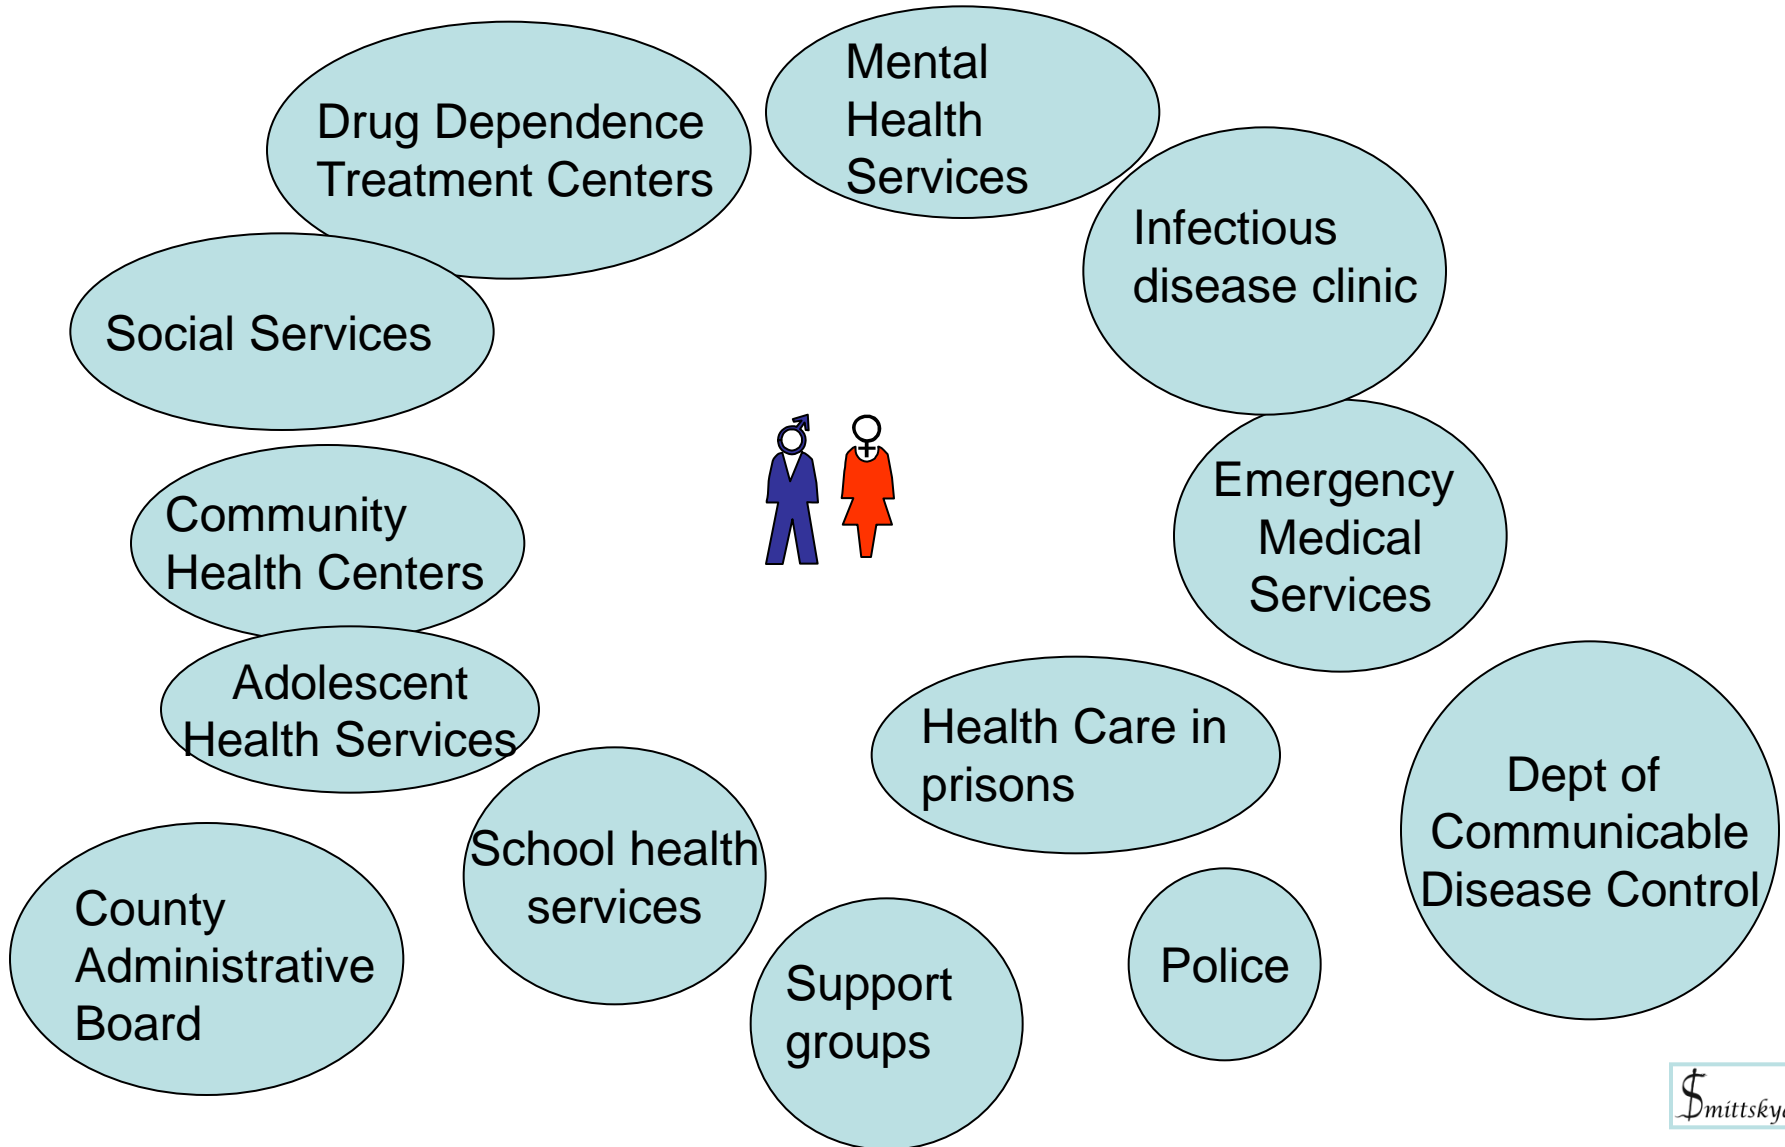 Mental
Health
Services
Drug Dependence
Treatment Centers
Infectious
disease clinic
Social Services
Emergency
Medical
Services
Community
Health Centers
Adolescent
Health Services
Health Care in
prisons
Dept of
Communicable
Disease Control
School health
services
County
Administrative
Board
Police
Support
groups